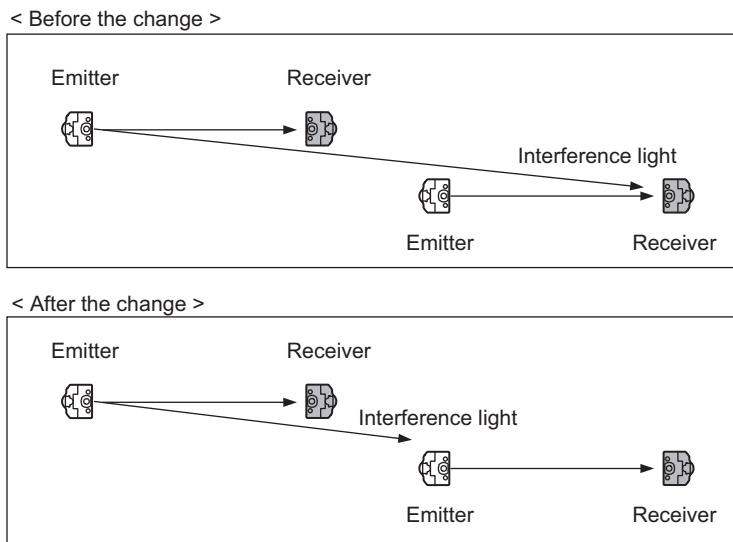 < Before the change >
Emitter Receiver
Interference light
Emitter Receiver
< After the change >
Emitter Receiver
Interference light
Emitter Receiver